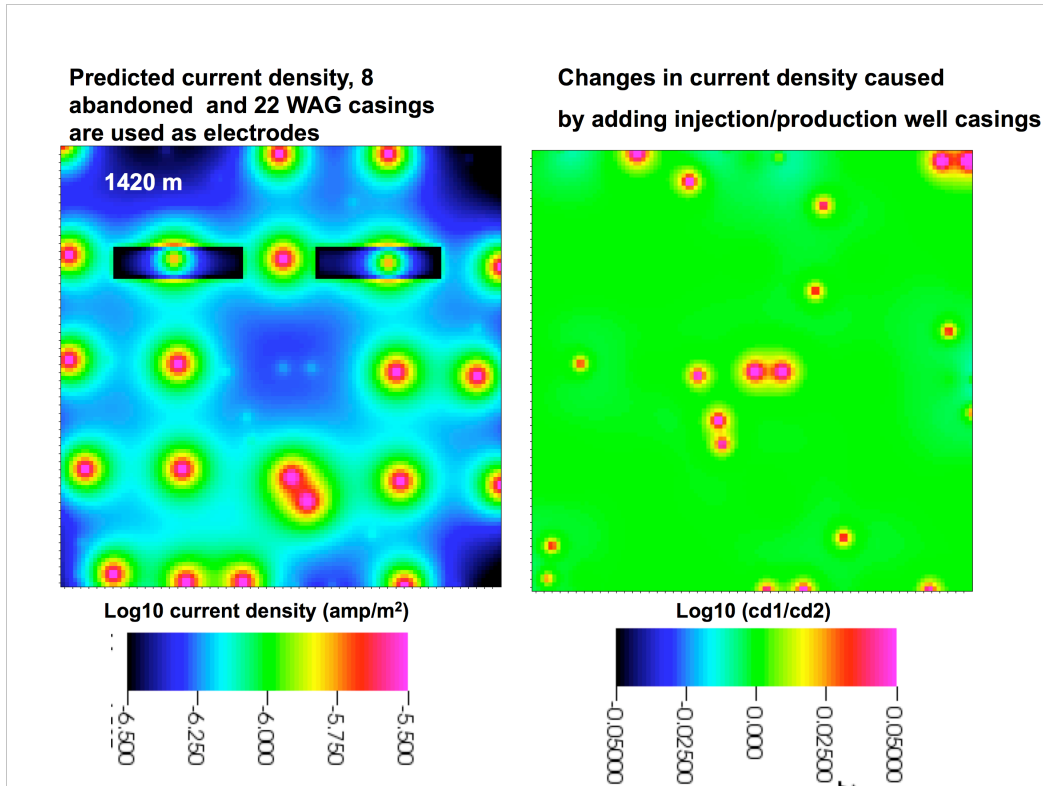 Predicted current density, 8
abandoned and 22 WAG casings
are used as electrodes
Changes in current density caused
by adding injection/production well casings
1420 m
Log10 current density (amp/m²)
-6.500
-6.250
-6.000
-5.750
-5.500
Log10 (cd1/cd2)
-0.05000
-0.02500
0.0000
0.02500
0.05000